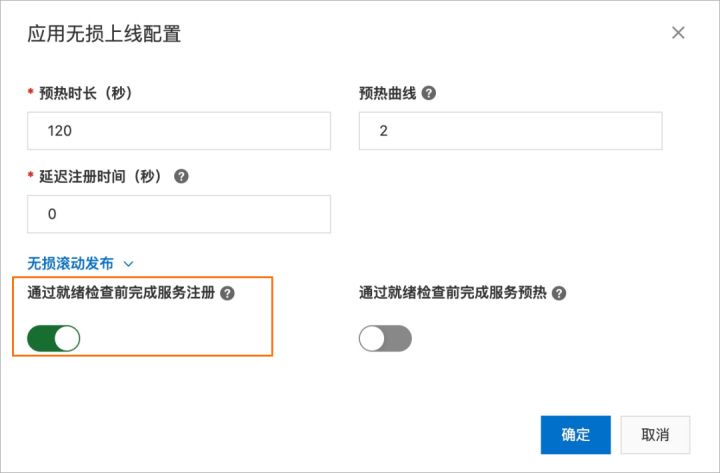 应用无损上线配置
* 预热时长（秒）
预热曲线 ?
120
2
* 延迟注册时间（秒） ?
0
无损滚动发布
通过就绪检查前完成服务注册 ?
通过就绪检查前完成服务预热 ?
确定
取消